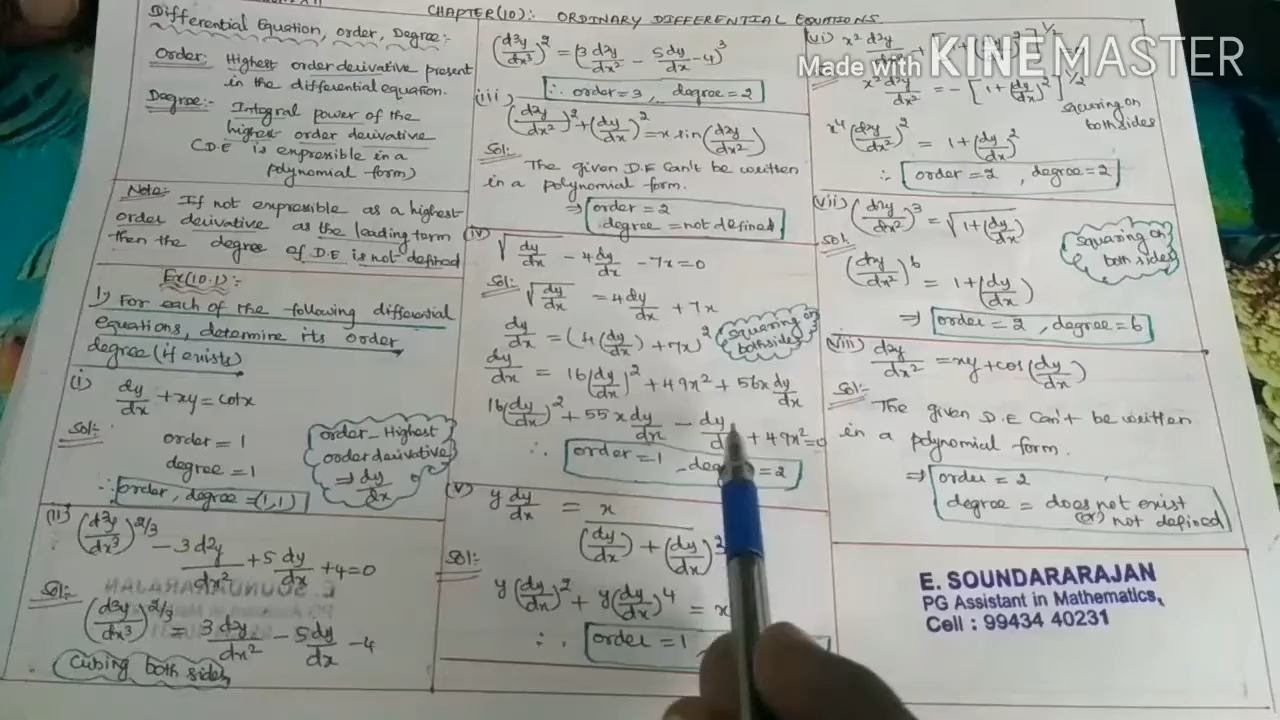 CHAPTER(10):- ORDINARY DIFFERENTIAL EQUATIONS
Made with KINEMASTER
Differential Equation, order, Degree:-
Order:- Highest order derivative present
in the differential equation.
Degree:- Integral power of the
highest order derivative
(D.E is expressible in a
polynomial form)
Note:- If not expressible as a highest
order derivative as the leading term
then the degree of D.E is not defined
Ex(10.1):-
1) For each of the following differential
equations, determine its order
degree (if exists)
(i) dy/dx + xy = cotx
Sol:-
order = 1
degree = 1
∴ order, degree = (1,1)
order - Highest
order derivative
⇒ dy/dx
(ii) (d³y/dx³)^2/3 - 3 d²y/dx² + 5 dy/dx + 4 = 0
Sol:-
(d³y/dx³)^2/3 = 3 d²y/dx² - 5 dy/dx - 4
Cubing both sides
(d³y/dx³)² = (3 d²y/dx² - 5 dy/dx - 4)³
∴ order = 3, degree = 2
(iii) (d²y/dx²)² + (dy/dx)² = x sin(d²y/dx²)
Sol:-
The given D.E Can't be written
in a polynomial form.
⇒ order = 2
degree = not defined
(iv) √dy/dx - 4 dy/dx - 7x = 0
Sol:-
√dy/dx = 4 dy/dx + 7x
dy/dx = (4(dy/dx) + 7x)²
squaring on
both sides
dy/dx = 16(dy/dx)² + 49x² + 56x dy/dx
16(dy/dx)² + 55x dy/dx - dy/ + 49x² = 0
∴ order = 1, = 2
(v) y dy/dx = x / (dy/dx) + (dy/dx)³
Sol:-
y(dy/dx)² + y(dy/dx)⁴ = x
∴ order = 1
(vi) x² d²y
x² d²y/dx² = -[1 + (dy/dx)²]^1/2
squaring on
both sides
x⁴(d²y/dx²)² = 1 + (dy/dx)²
∴ order = 2, degree = 2
(vii) (d²y/dx²)³ = √1 + (dy/dx)
Sol.
squaring on
both sides
(d²y/dx²)⁶ = 1 + (dy/dx)
⇒ order = 2, degree = 6
(viii) d²y/dx² = xy + cos(dy/dx)
Sol:-
The given D.E Can't be written
in a polynomial form.
⇒ order = 2
degree = does not exist
(or) not defined
E. SOUNDARARAJAN
PG Assistant in Mathematics,
Cell : 99434 40231